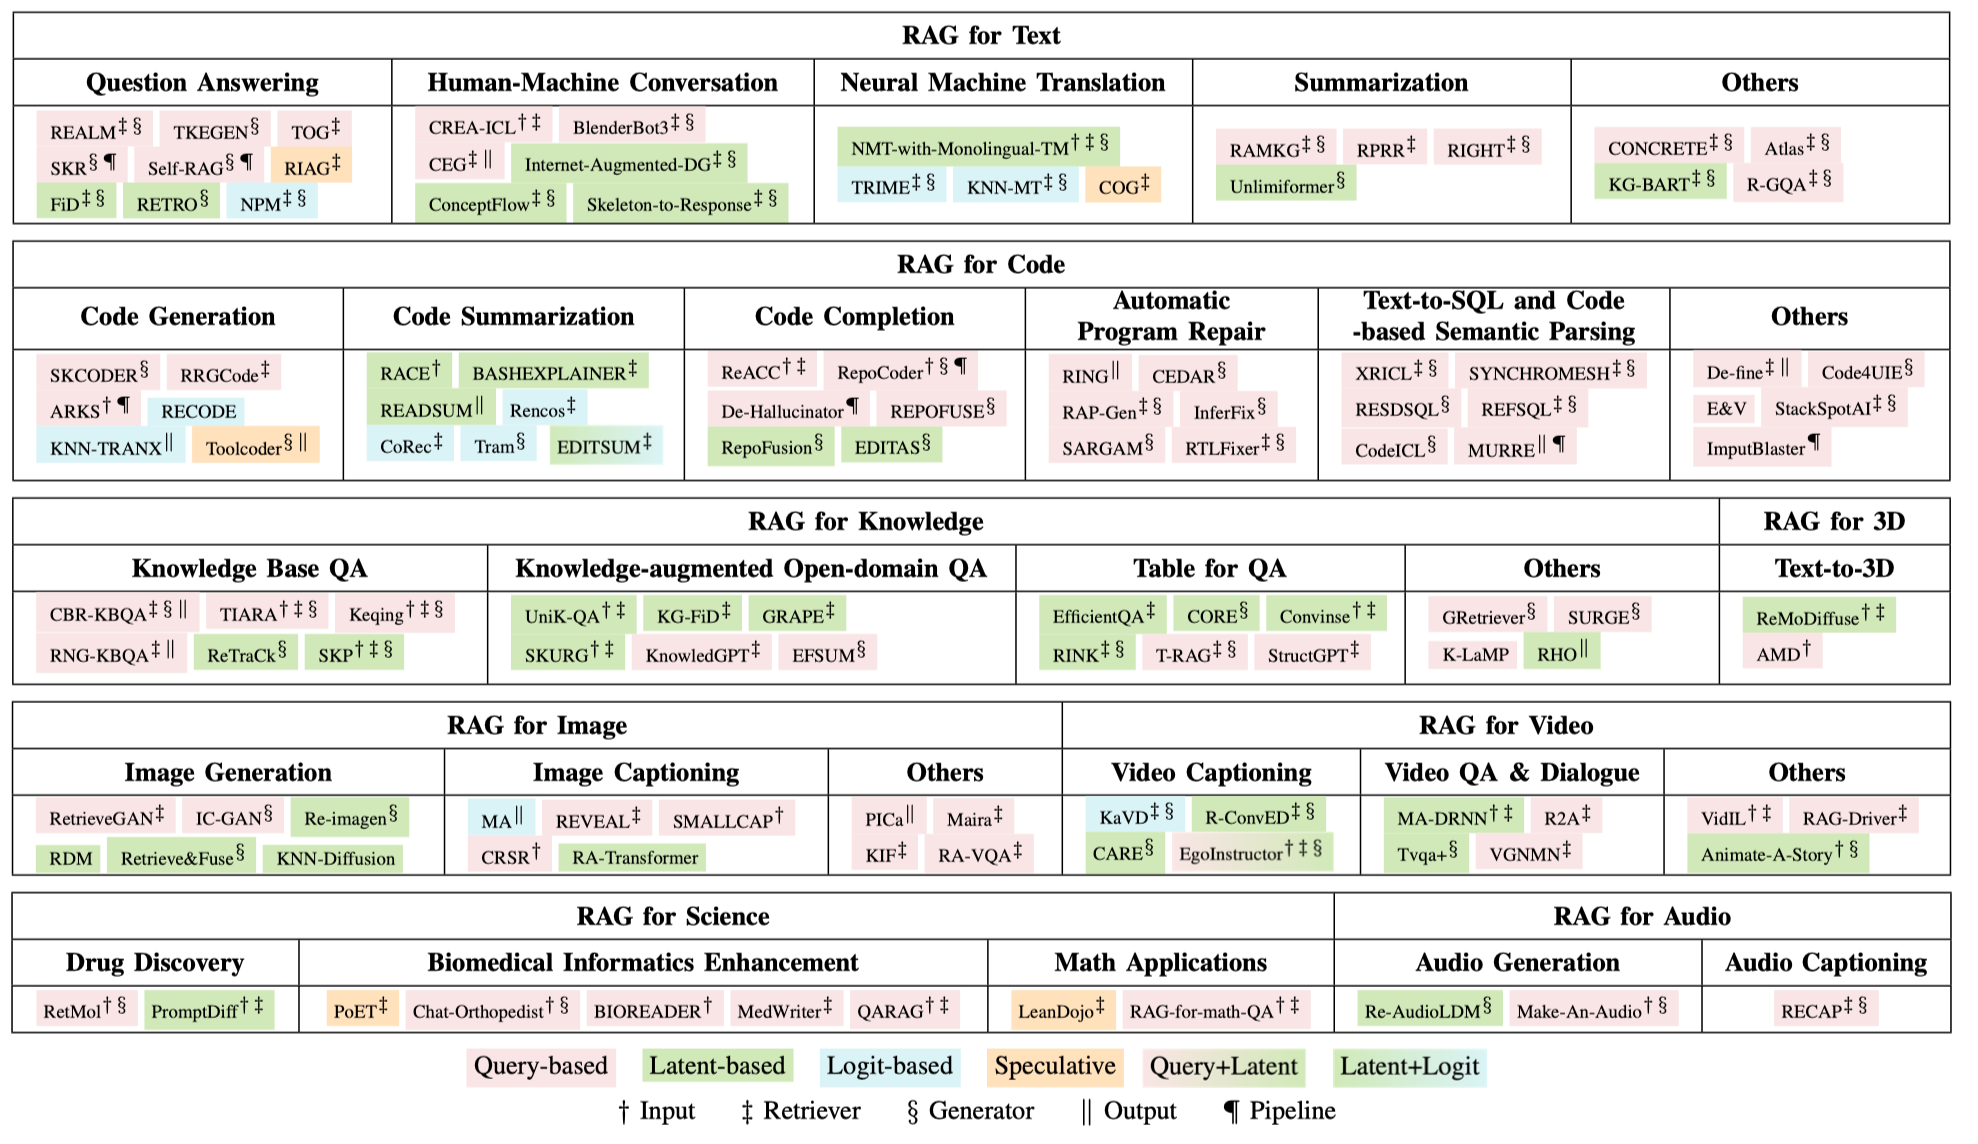 RAG for Text
Question Answering Human-Machine Conversation Neural Machine Translation Summarization Others
REALM‡ § TKEGEN§ TOG‡
SKR§ ¶ Self-RAG§ ¶ RIAG‡
FiD‡ § RETRO§ NPM‡ §
CREA-ICL† ‡ BlenderBot3‡ §
CEG‡ || Internet-Augmented-DG‡ §
ConceptFlow‡ § Skeleton-to-Response‡ §
NMT-with-Monolingual-TM† ‡ §
TRIME‡ § KNN-MT‡ § COG‡
RAMKG‡ § RPRR‡ RIGHT‡ §
Unlimiformer§
CONCRETE‡ § Atlas‡ §
KG-BART‡ § R-GQA‡ §
RAG for Code
Code Generation Code Summarization Code Completion Automatic Program Repair Text-to-SQL and Code -based Semantic Parsing Others
SKCODER§ RRGCode‡
ARKS† ¶ RECODE
KNN-TRANX|| Toolcoder§ ||
RACE† BASHEXPLAINER‡
READSUM|| Rencos‡
CoRec‡ Tram§ EDITSUM‡
ReACC† ‡ RepoCoder† § ¶
De-Hallucinator¶ REPOFUSE§
RepoFusion§ EDITAS§
RING|| CEDAR§
RAP-Gen‡ § InferFix§
SARGAM§ RTLFixer‡ §
XRICL‡ § SYNCHROMESH‡ §
RESDSQL§ REFSQL‡ §
CodeICL§ MURRE|| ¶
De-fine‡ || Code4UIE§
E&V StackSpotAI‡ §
ImputBlaster¶
RAG for Knowledge RAG for 3D
Knowledge Base QA Knowledge-augmented Open-domain QA Table for QA Others Text-to-3D
CBR-KBQA‡ § || TIARA† ‡ § Keqing† ‡ §
RNG-KBQA‡ || ReTraCk§ SKP† ‡ §
UniK-QA† ‡ KG-FiD‡ GRAPE‡
SKURG† ‡ KnowledGPT‡ EFSUM§
EfficientQA‡ CORE§ Convinse† ‡
RINK‡ § T-RAG‡ § StructGPT‡
GRetriever§ SURGE§
K-LaMP RHO||
ReMoDiffuse† ‡
AMD†
RAG for Image RAG for Video
Image Generation Image Captioning Others Video Captioning Video QA & Dialogue Others
RetrieveGAN‡ IC-GAN§ Re-imagen§
RDM Retrieve&Fuse§ KNN-Diffusion
MA|| REVEAL‡ SMALLCAP†
CRSR† RA-Transformer
PICa|| Maira‡
KIF‡ RA-VQA‡
KaVD‡ § R-ConvED‡ §
CARE§ EgoInstructor† ‡ §
MA-DRNN† ‡ R2A‡
Tvqa+§ VGNMN‡
VidIL† ‡ RAG-Driver‡
Animate-A-Story† §
RAG for Science RAG for Audio
Drug Discovery Biomedical Informatics Enhancement Math Applications Audio Generation Audio Captioning
RetMol† § PromptDiff† ‡ PoET‡ Chat-Orthopedist† § BIOREADER† MedWriter‡ QARAG† ‡ LeanDojo‡ RAG-for-math-QA† ‡ Re-AudioLDM§ Make-An-Audio† § RECAP‡ §
Query-based Latent-based Logit-based Speculative Query+Latent Latent+Logit
† Input ‡ Retriever § Generator || Output ¶ Pipeline